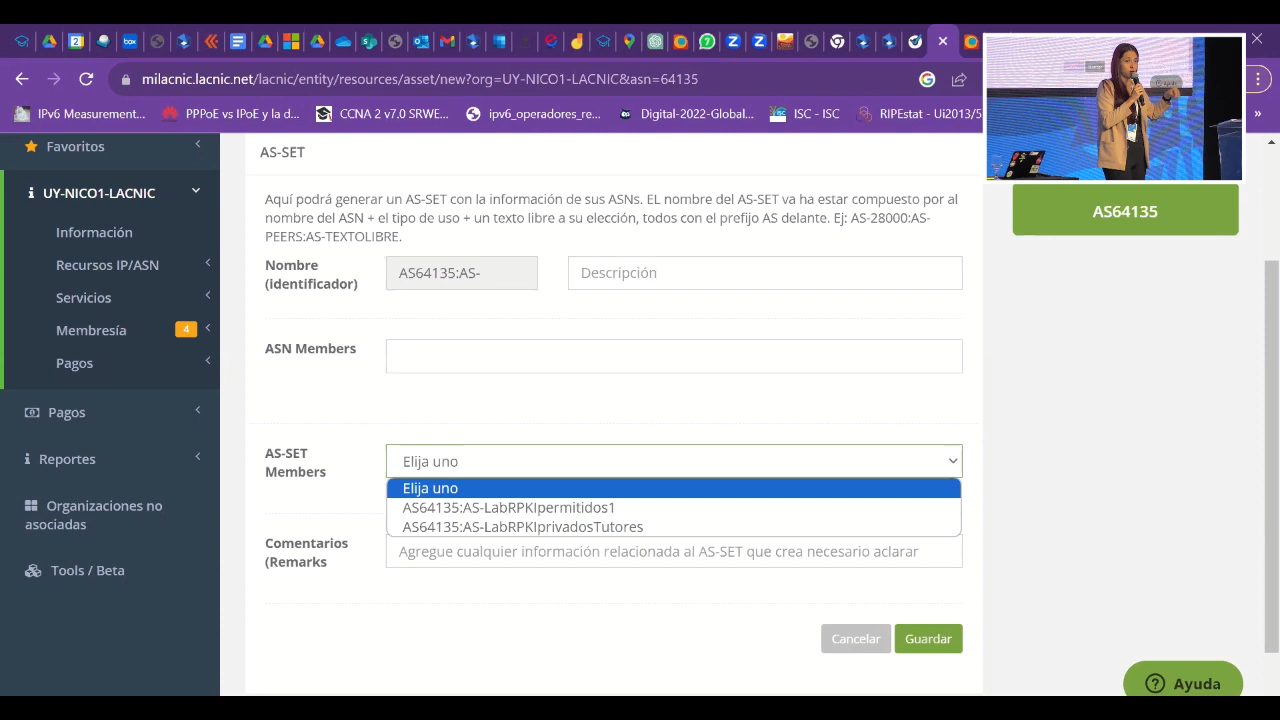 milacnic.lacnic.net/lacnic/entity/resource/asset/new/?org=UY-NICO1-LACNIC&asn=64135
IPv6 Measurement...
PPPoE vs IPoE y la d...
CCNA 2 v7.0 SRWE...
ipv6_operadores_re...
Digital-2022-Global...
ISC - ISC
RIPEstat - Ui2013/5
»
Favoritos
UY-NICO1-LACNIC
Información
Recursos IP/ASN
Servicios
Membresía
4
Pagos
Pagos
Reportes
Organizaciones no
asociadas
Tools / Beta
AS-SET
Aquí podrá generar un AS-SET con la información de sus ASNs. EL nombre del AS-SET va ha estar compuesto por al
nombre del ASN + el tipo de uso + un texto libre a su elección, todos con el prefijo AS delante. Ej: AS-28000:AS-
PEERS:AS-TEXTOLIBRE.
Nombre
(identificador)
AS64135:AS-
Descripción
ASN Members
AS-SET
Members
Elija uno
Elija uno
AS64135:AS-LabRPKIpermitidos1
AS64135:AS-LabRPKIprivadosTutores
Comentarios
(Remarks
Agregue cualquier información relacionada al AS-SET que crea necesario aclarar
Cancelar
Guardar
AS64135
Ayuda